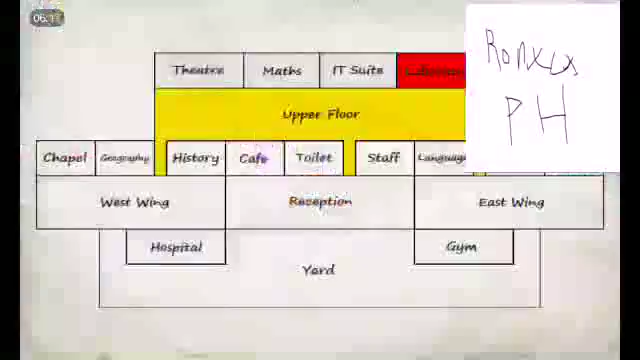 06:17
Theatre Maths IT Suite
Upper Floor
Chapel Geography History Cafe Toilet Staff
West Wing Reception East Wing
Hospital Gym
Yard
PH